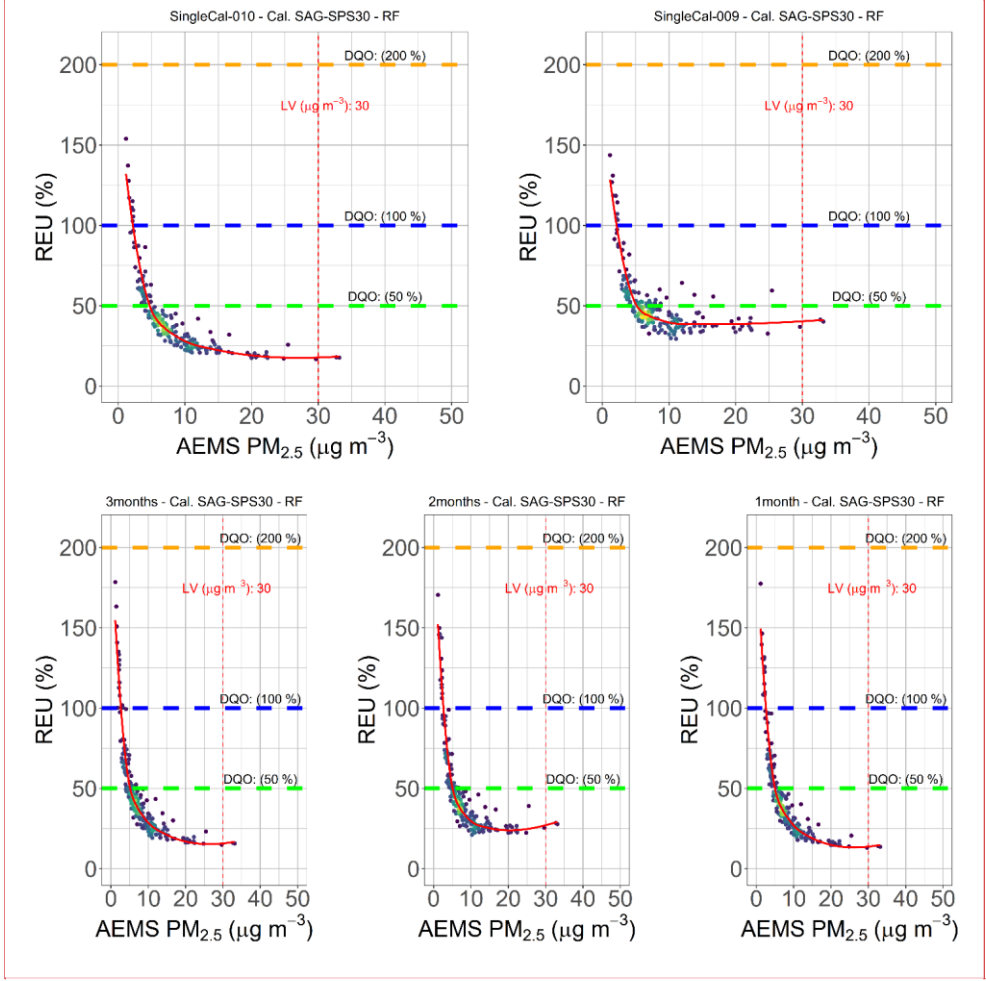 SingleCal-010 - Cal. SAG-SPS30 - RF
200
150
100
50
0
REU (%)
DQO: (200 %)
LV (μg m⁻³): 30
DQO: (100 %)
DQO: (50 %)
0 10 20 30 40 50
AEMS PM₂.₅ (μg m⁻³)
SingleCal-009 - Cal. SAG-SPS30 - RF
200
150
100
50
0
REU (%)
DQO: (200 %)
LV (μg m⁻³): 30
DQO: (100 %)
DQO: (50 %)
0 10 20 30 40 50
AEMS PM₂.₅ (μg m⁻³)
3months - Cal. SAG-SPS30 - RF
200
150
100
50
0
REU (%)
DQO: (200 %)
LV (μg m⁻³): 30
DQO: (100 %)
DQO: (50 %)
0 10 20 30 40 50
AEMS PM₂.₅ (μg m⁻³)
2months - Cal. SAG-SPS30 - RF
200
150
100
50
0
REU (%)
DQO: (200 %)
LV (μg m⁻³): 30
DQO: (100 %)
DQO: (50 %)
0 10 20 30 40 50
AEMS PM₂.₅ (μg m⁻³)
1month - Cal. SAG-SPS30 - RF
200
150
100
50
0
REU (%)
DQO: (200 %)
LV (μg m⁻³): 30
DQO: (100 %)
DQO: (50 %)
0 10 20 30 40 50
AEMS PM₂.₅ (μg m⁻³)